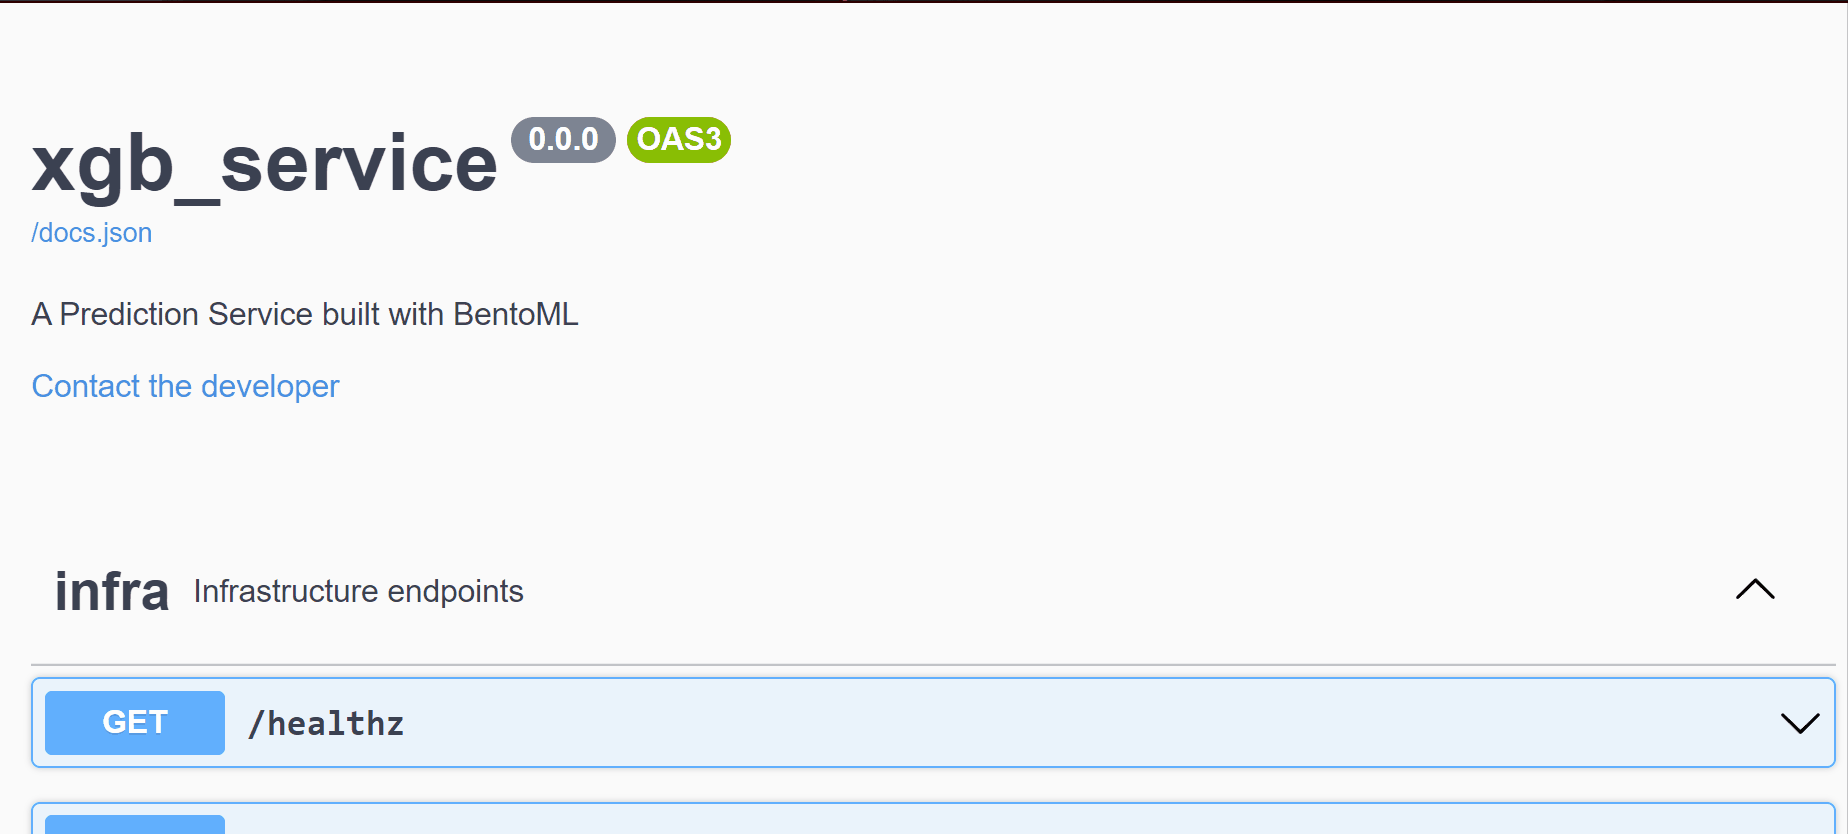 xgb_service 0.0.0 OAS3
/docs.json
A Prediction Service built with BentoML
Contact the developer
infra Infrastructure endpoints
GET /healthz